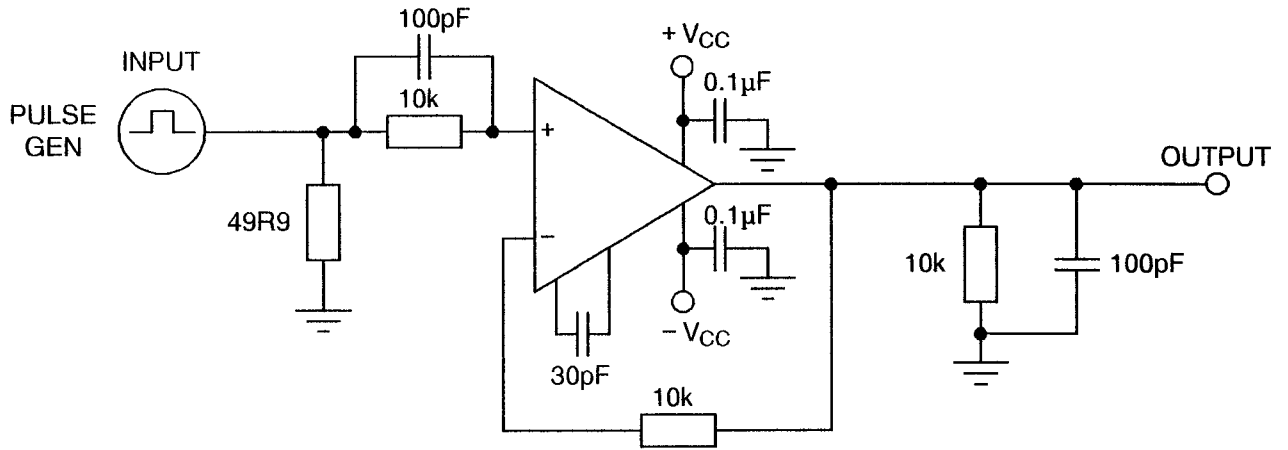 100pF
INPUT
PULSE
GEN
10k
+
49R9
−
30pF
+ VCC
0.1µF
0.1µF
− VCC
10k
OUTPUT
10k
100pF